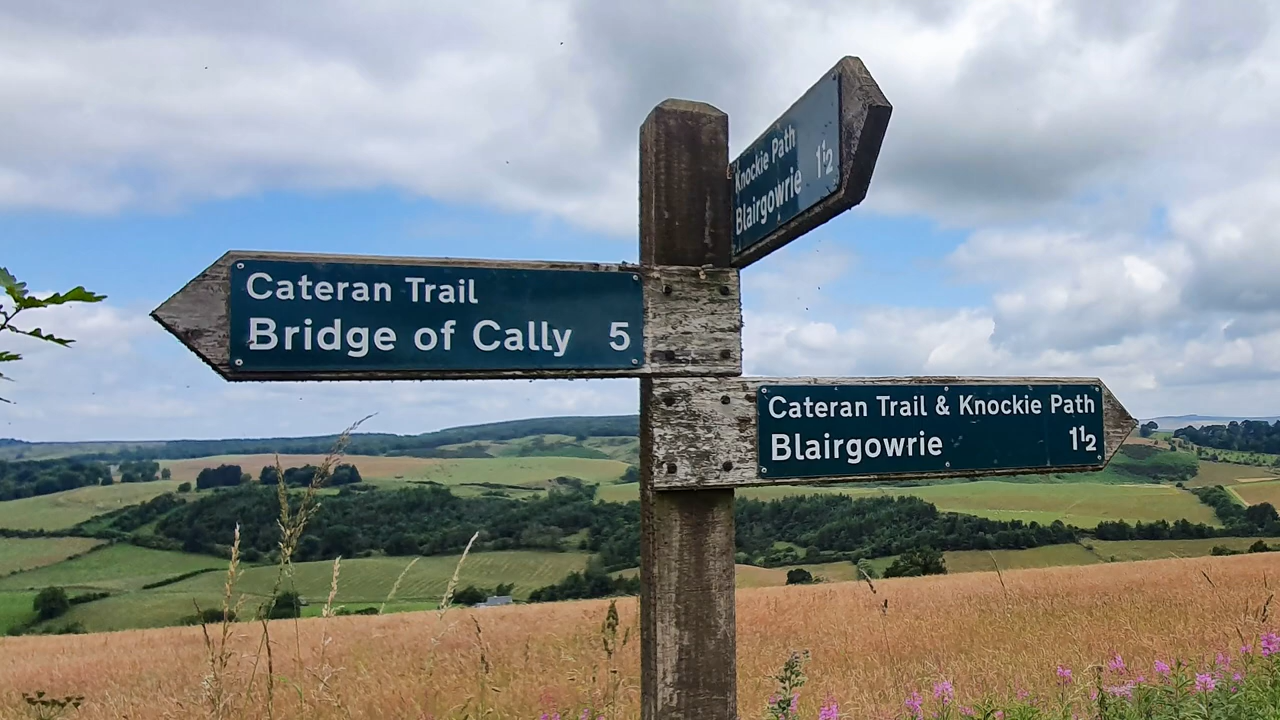 Knockie Path
Blairgowrie 1½
Cateran Trail
Bridge of Cally 5
Cateran Trail & Knockie Path
Blairgowrie 1½